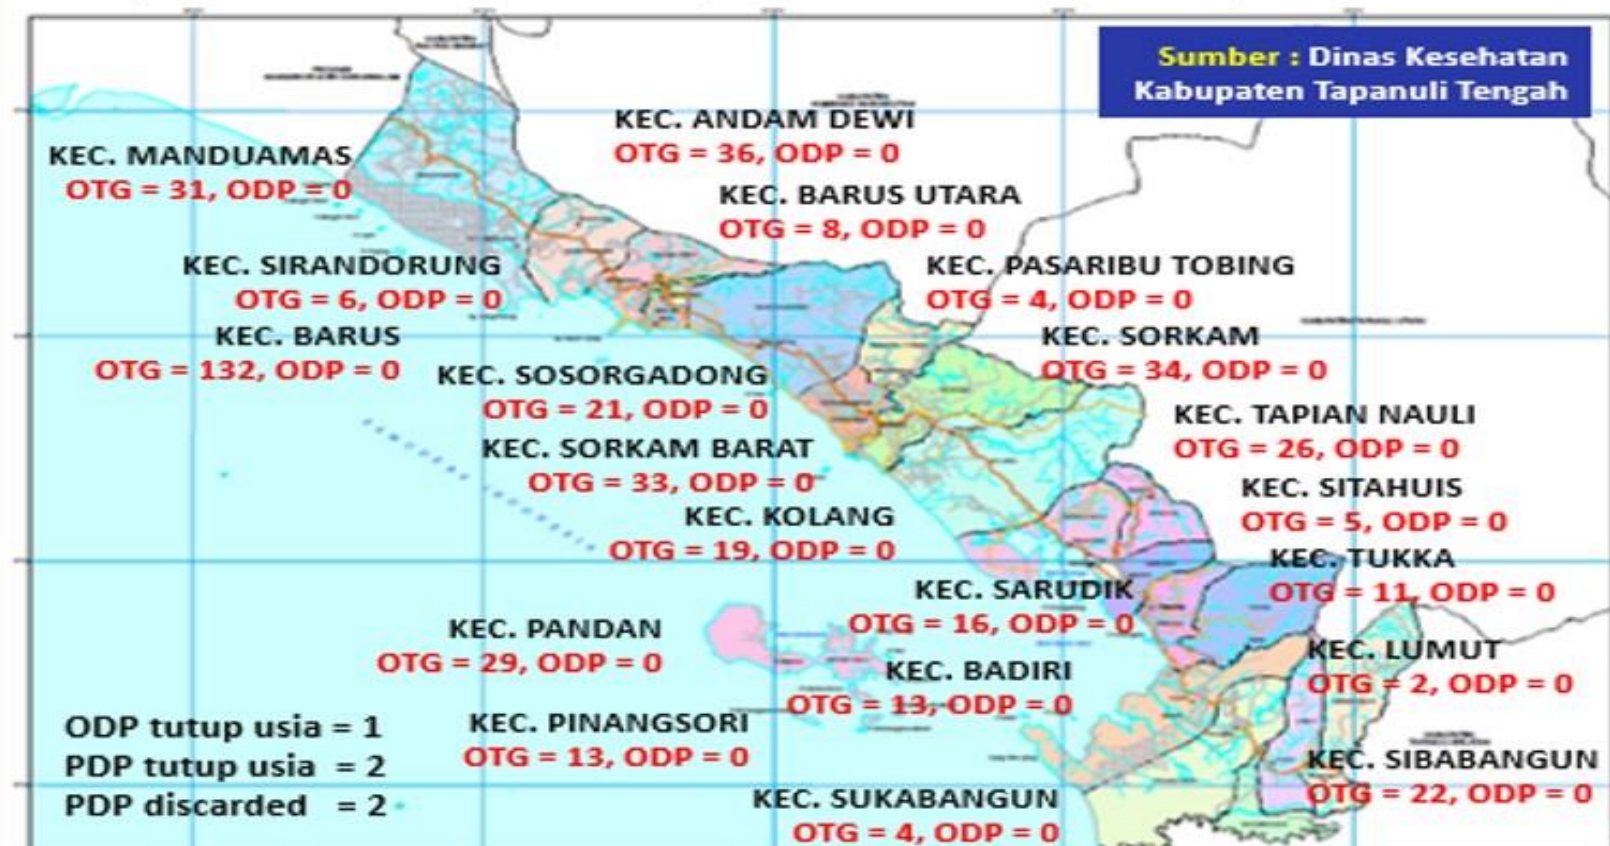 Sumber : Dinas Kesehatan
Kabupaten Tapanuli Tengah
KEC. ANDAM DEWI
OTG = 36, ODP = 0
KEC. MANDUAMAS
OTG = 31, ODP = 0
KEC. BARUS UTARA
OTG = 8, ODP = 0
KEC. SIRANDORUNG
OTG = 6, ODP = 0
KEC. PASARIBU TOBING
OTG = 4, ODP = 0
KEC. BARUS
OTG = 132, ODP = 0
KEC. SORKAM
OTG = 34, ODP = 0
KEC. SOSORGADONG
OTG = 21, ODP = 0
KEC. TAPIAN NAULI
OTG = 26, ODP = 0
KEC. SORKAM BARAT
OTG = 33, ODP = 0
KEC. SITAHUIS
OTG = 5, ODP = 0
KEC. KOLANG
OTG = 19, ODP = 0
KEC. TUKKA
OTG = 11, ODP = 0
KEC. SARUDIK
OTG = 16, ODP = 0
KEC. PANDAN
OTG = 29, ODP = 0
KEC. LUMUT
OTG = 2, ODP = 0
KEC. BADIRI
OTG = 13, ODP = 0
KEC. PINANGSORI
OTG = 13, ODP = 0
KEC. SIBABANGUN
OTG = 22, ODP = 0
KEC. SUKABANGUN
OTG = 4, ODP = 0
ODP tutup usia = 1
PDP tutup usia = 2
PDP discarded = 2